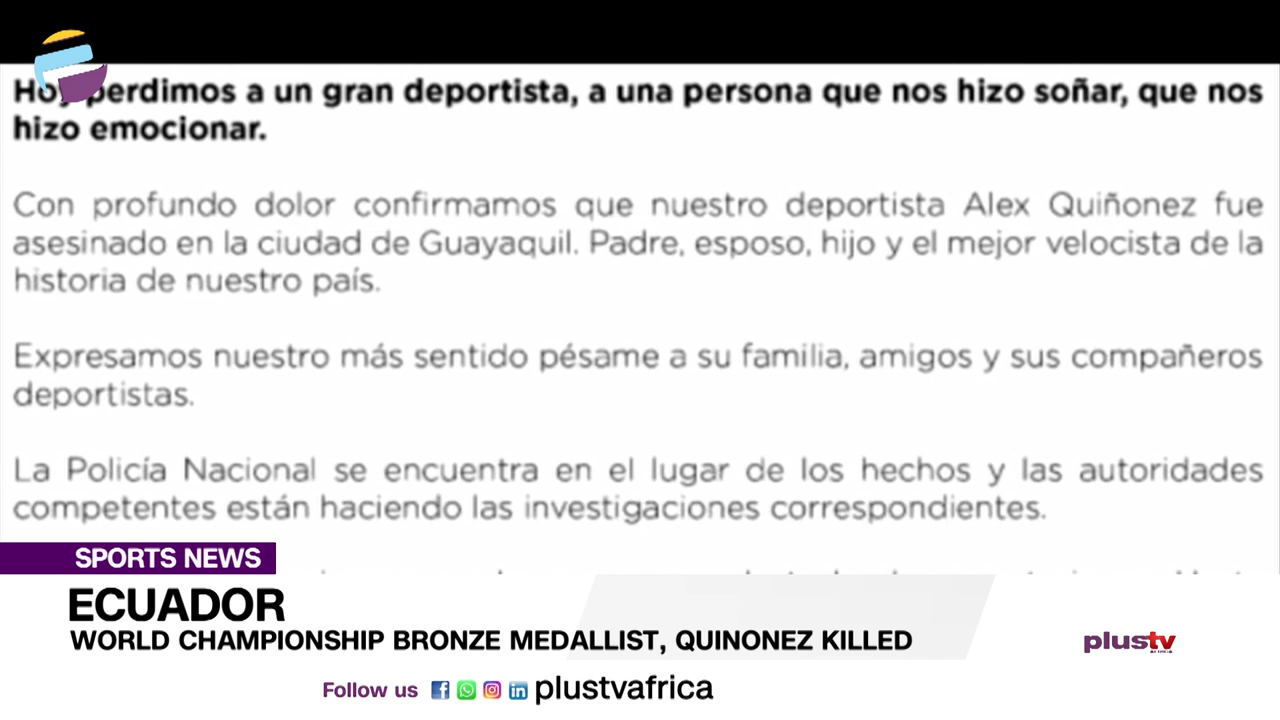 Hoy perdimos a un gran deportista, a una persona que nos hizo soñar, que nos
hizo emocionar.
Con profundo dolor confirmamos que nuestro deportista Alex Quiñonez fue
asesinado en la ciudad de Guayaquil. Padre, esposo, hijo y el mejor velocista de la
historia de nuestro país.
Expresamos nuestro más sentido pésame a su familia, amigos y sus compañeros
deportistas.
La Policía Nacional se encuentra en el lugar de los hechos y las autoridades
competentes están haciendo las investigaciones correspondientes.
SPORTS NEWS
ECUADOR
WORLD CHAMPIONSHIP BRONZE MEDALLIST, QUINONEZ KILLED
plustv
Follow us plustvafrica